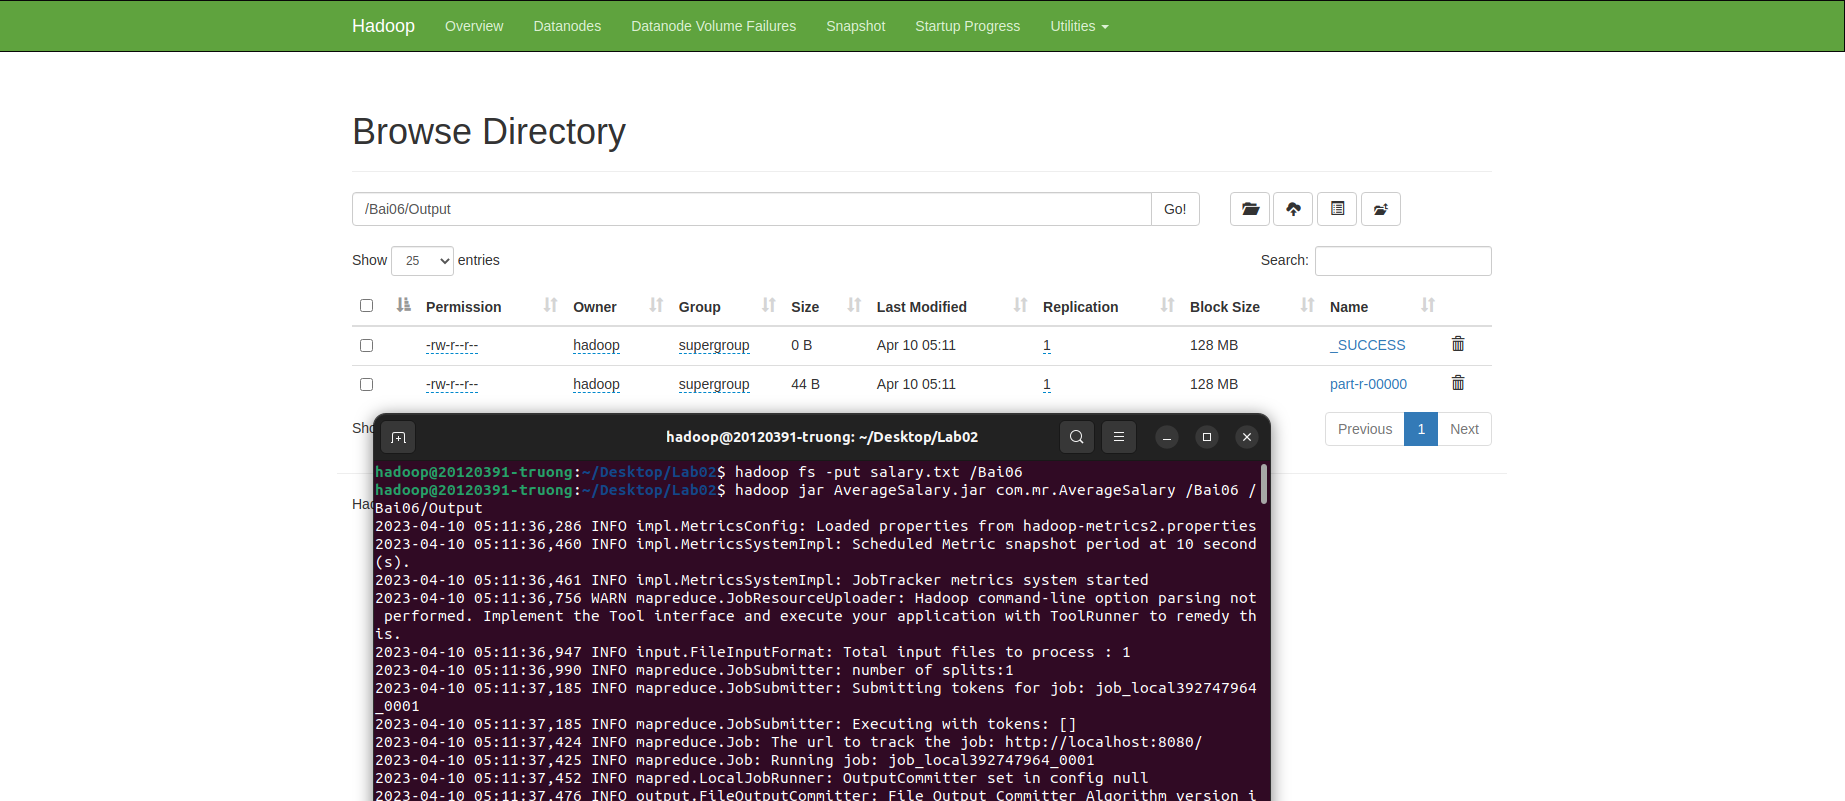 Hadoop Overview Datanodes Datanode Volume Failures Snapshot Startup Progress Utilities
Browse Directory
/Bai06/Output Go!
Show 25 entries Search:
Permission Owner Group Size Last Modified Replication Block Size Name
-rw-r--r-- hadoop supergroup 0 B Apr 10 05:11 1 128 MB _SUCCESS
-rw-r--r-- hadoop supergroup 44 B Apr 10 05:11 1 128 MB part-r-00000
Previous 1 Next
hadoop@20120391-truong: ~/Desktop/Lab02
hadoop@20120391-truong:~/Desktop/Lab02$ hadoop fs -put salary.txt /Bai06
hadoop@20120391-truong:~/Desktop/Lab02$ hadoop jar AverageSalary.jar com.mr.AverageSalary /Bai06 /
Bai06/Output
2023-04-10 05:11:36,286 INFO impl.MetricsConfig: Loaded properties from hadoop-metrics2.properties
2023-04-10 05:11:36,460 INFO impl.MetricsSystemImpl: Scheduled Metric snapshot period at 10 second
(s).
2023-04-10 05:11:36,461 INFO impl.MetricsSystemImpl: JobTracker metrics system started
2023-04-10 05:11:36,756 WARN mapreduce.JobResourceUploader: Hadoop command-line option parsing not
performed. Implement the Tool interface and execute your application with ToolRunner to remedy th
is.
2023-04-10 05:11:36,947 INFO input.FileInputFormat: Total input files to process : 1
2023-04-10 05:11:36,990 INFO mapreduce.JobSubmitter: number of splits:1
2023-04-10 05:11:37,185 INFO mapreduce.JobSubmitter: Submitting tokens for job: job_local392747964
_0001
2023-04-10 05:11:37,185 INFO mapreduce.JobSubmitter: Executing with tokens: []
2023-04-10 05:11:37,424 INFO mapreduce.Job: The url to track the job: http://localhost:8080/
2023-04-10 05:11:37,425 INFO mapreduce.Job: Running job: job_local392747964_0001
2023-04-10 05:11:37,452 INFO mapred.LocalJobRunner: OutputCommitter set in config null
2023-04-10 05:11:37,476 INFO output.FileOutputCommitter: File Output Committer Algorithm version i